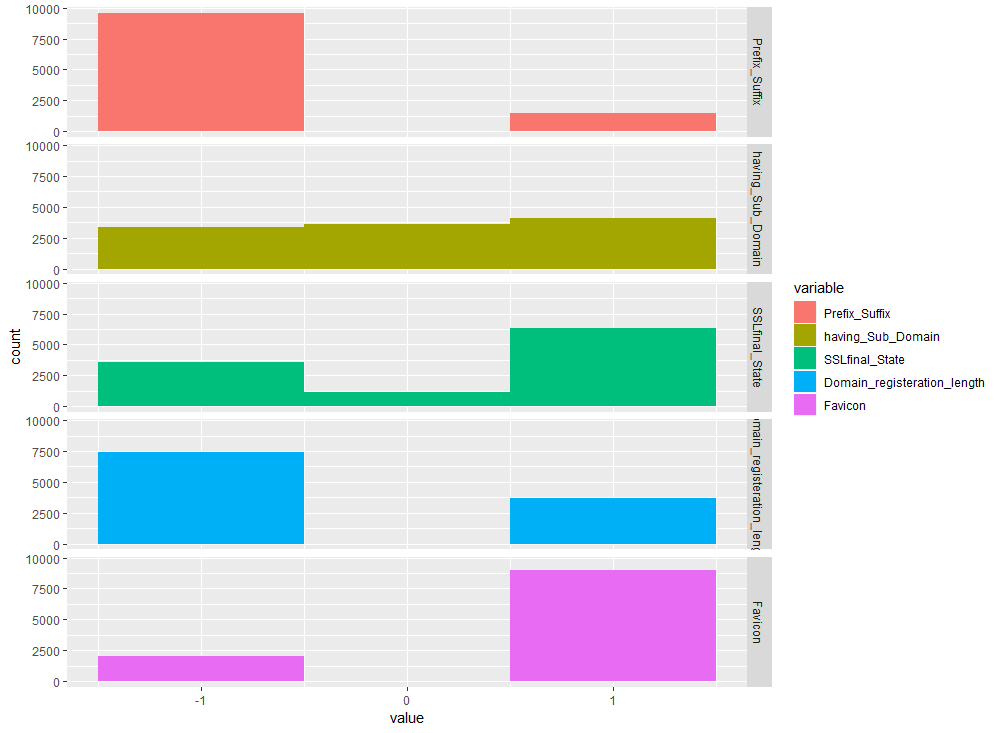 10000
7500
5000
2500
0
Prefix_Suffix
10000
7500
5000
2500
0
having_Sub_Domain
10000
7500
5000
2500
0
SSLfinal_State
10000
7500
5000
2500
0
main_registeration_leng
10000
7500
5000
2500
0
Favicon
-1
0
1
value
count
variable
Prefix_Suffix
having_Sub_Domain
SSLfinal_State
Domain_registeration_length
Favicon